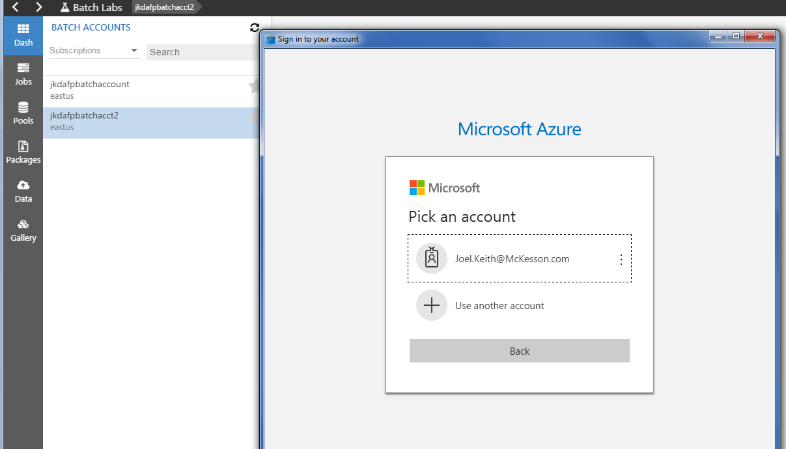 Batch Labs
jkdafpbatchacct2
Dash
Jobs
Pools
Packages
Data
Gallery
BATCH ACCOUNTS
Subscriptions
Search
jkdafpbatchaccount
eastus
jkdafpbatchacct2
eastus
Sign in to your account
Microsoft Azure
Microsoft
Pick an account
Joel.Keith@McKesson.com
Use another account
Back